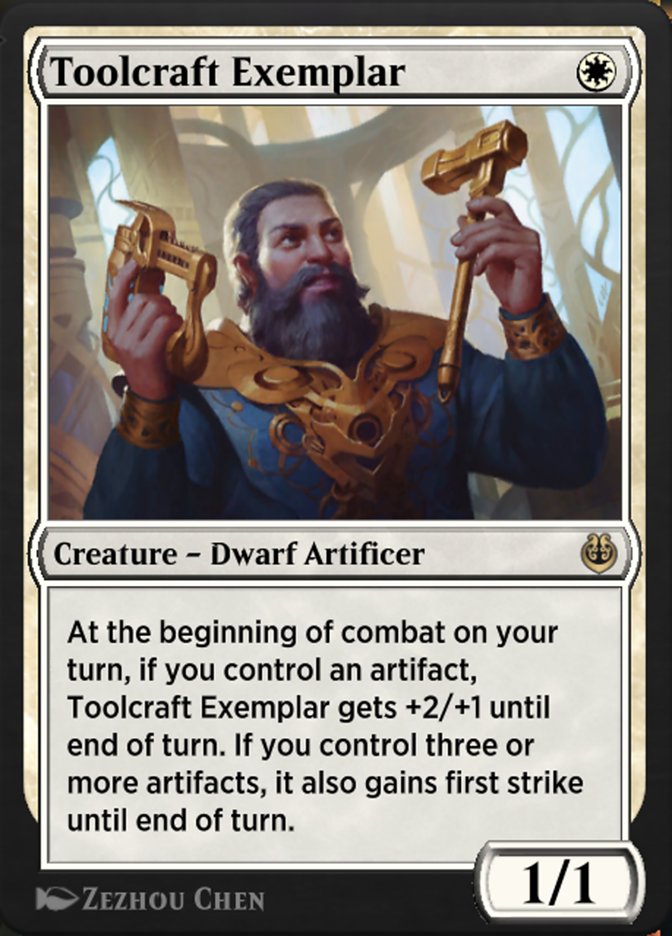 Toolcraft Exemplar
Creature – Dwarf Artificer
At the beginning of combat on your
turn, if you control an artifact,
Toolcraft Exemplar gets +2/+1 until
end of turn. If you control three or
more artifacts, it also gains first strike
until end of turn.
1/1
Zezhou Chen